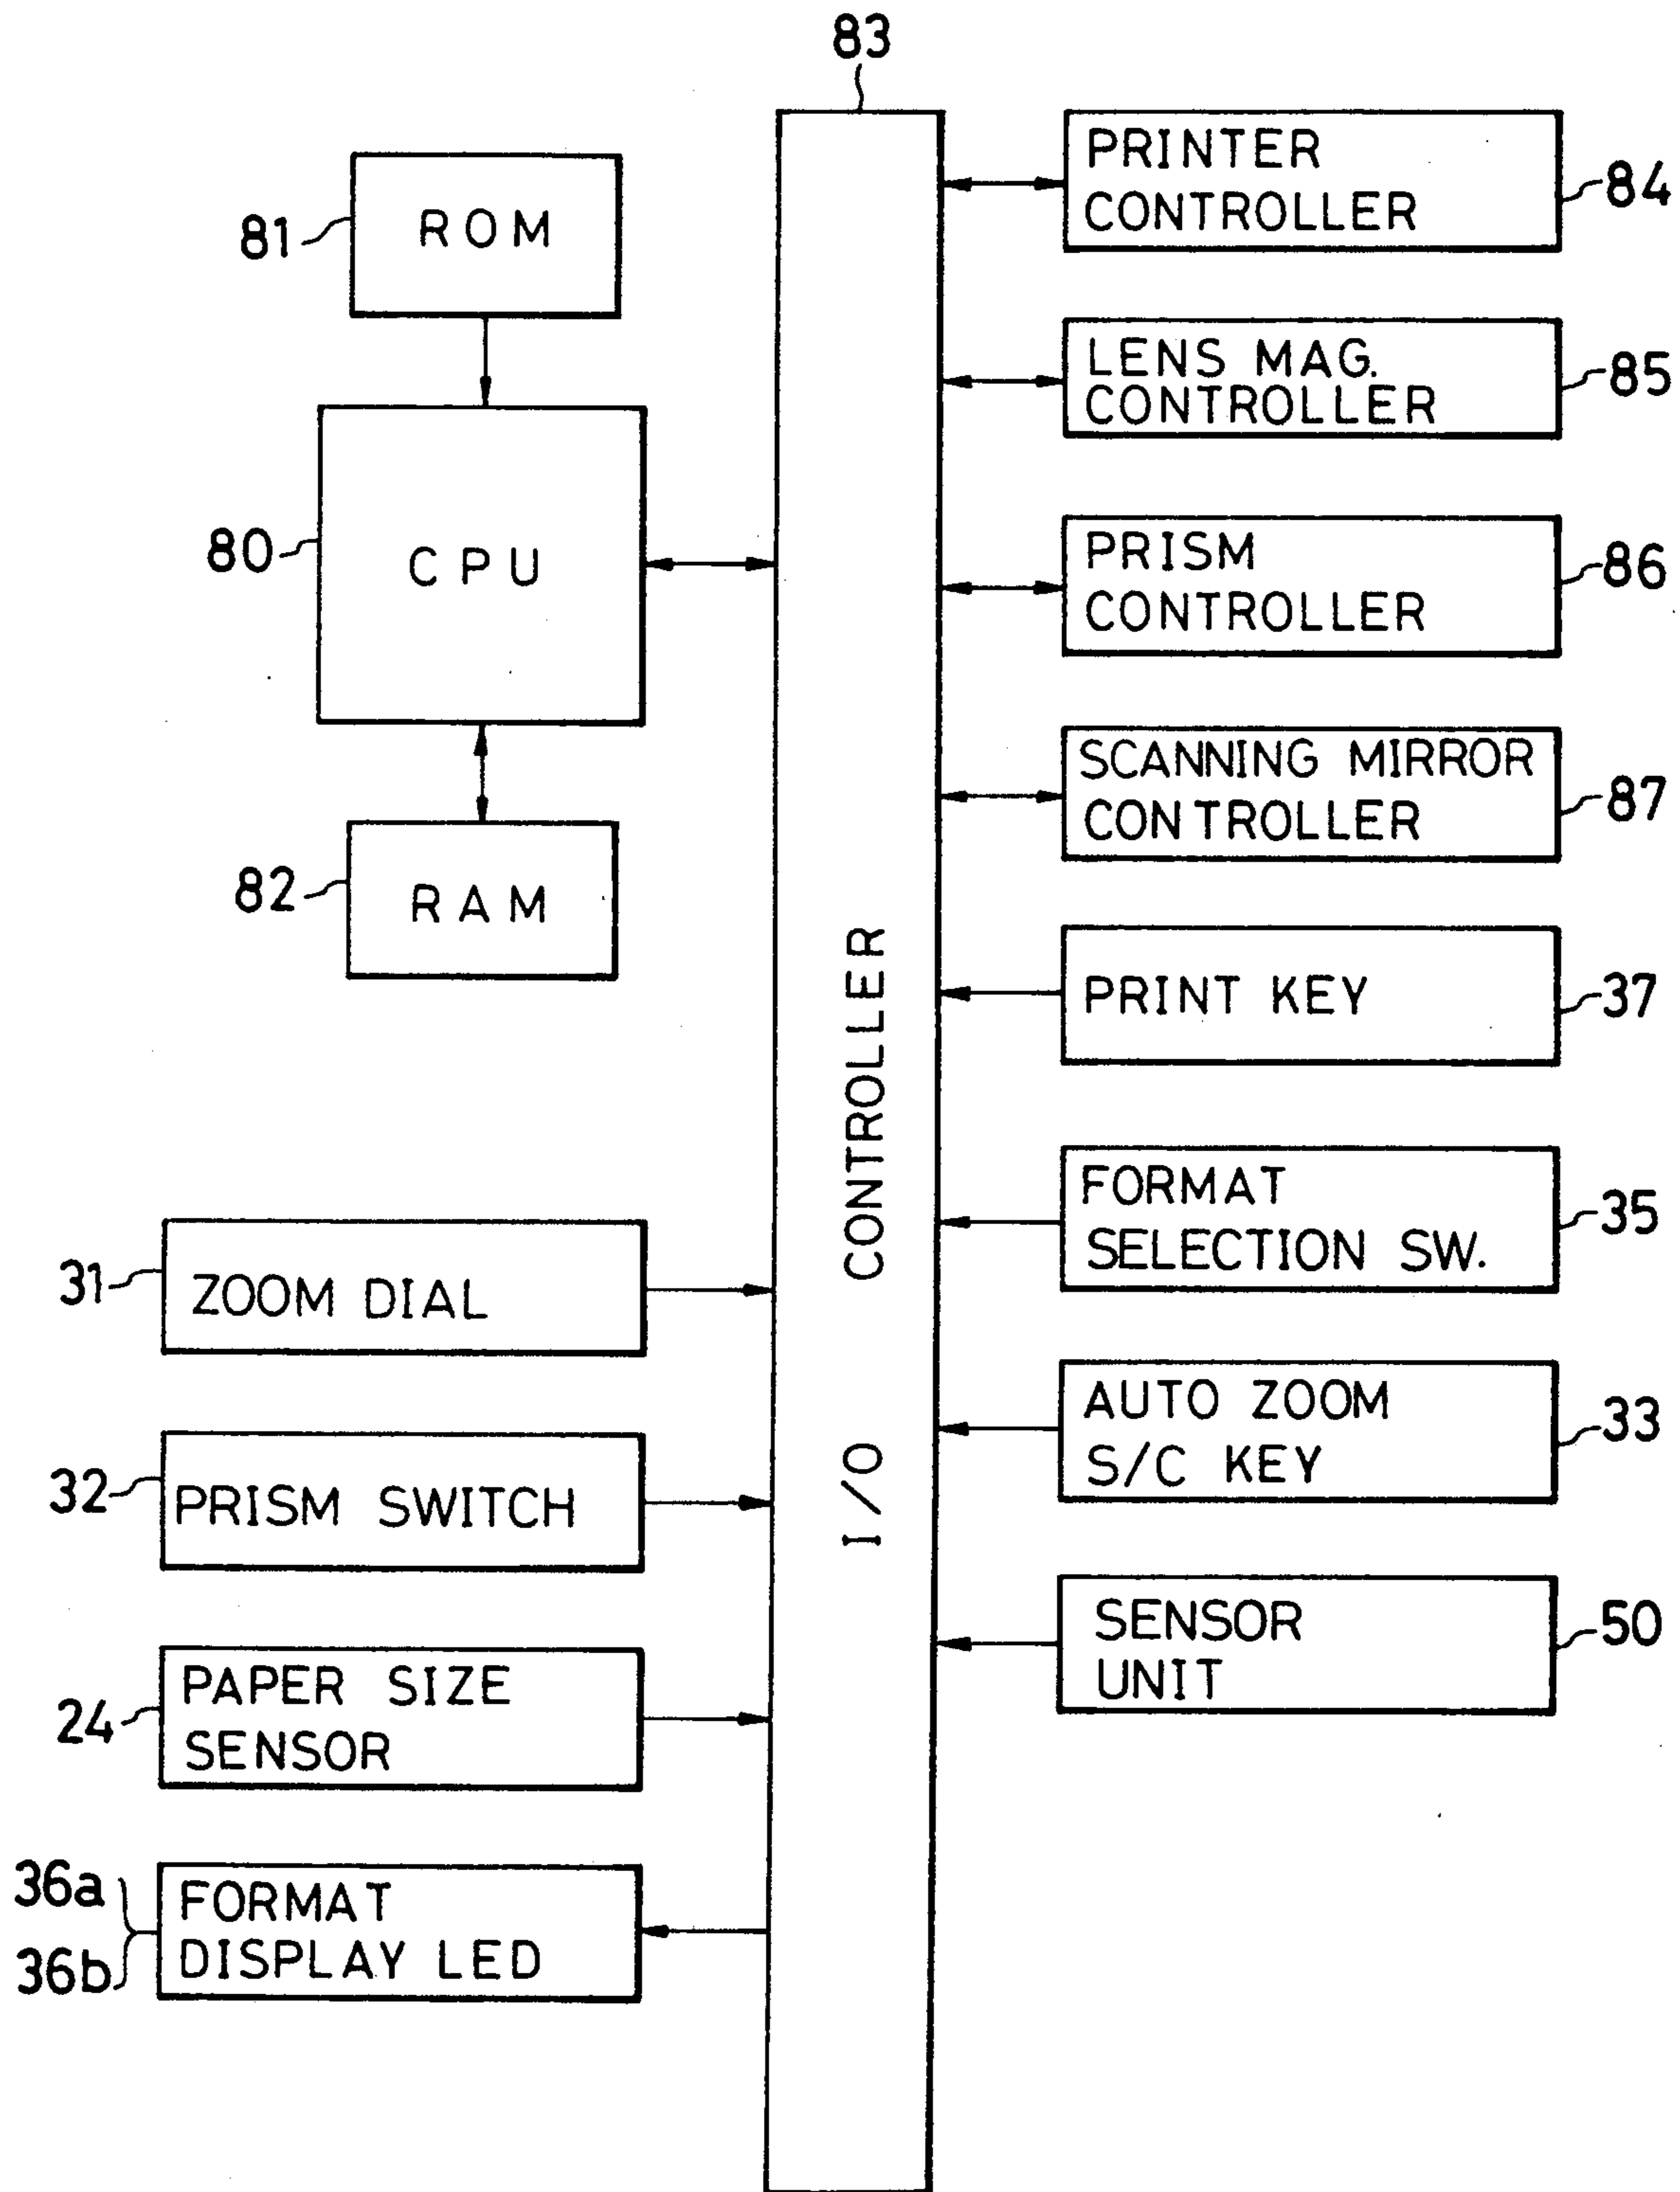 83
81
ROM
80
CPU
82
RAM
I/O CONTROLLER
31
ZOOM DIAL
32
PRISM SWITCH
24
PAPER SIZE
SENSOR
36a
36b
FORMAT
DISPLAY LED
PRINTER
CONTROLLER
84
LENS MAG.
CONTROLLER
85
PRISM
CONTROLLER
86
SCANNING MIRROR
CONTROLLER
87
PRINT KEY
37
FORMAT
SELECTION SW.
35
AUTO ZOOM
S/C KEY
33
SENSOR
UNIT
50